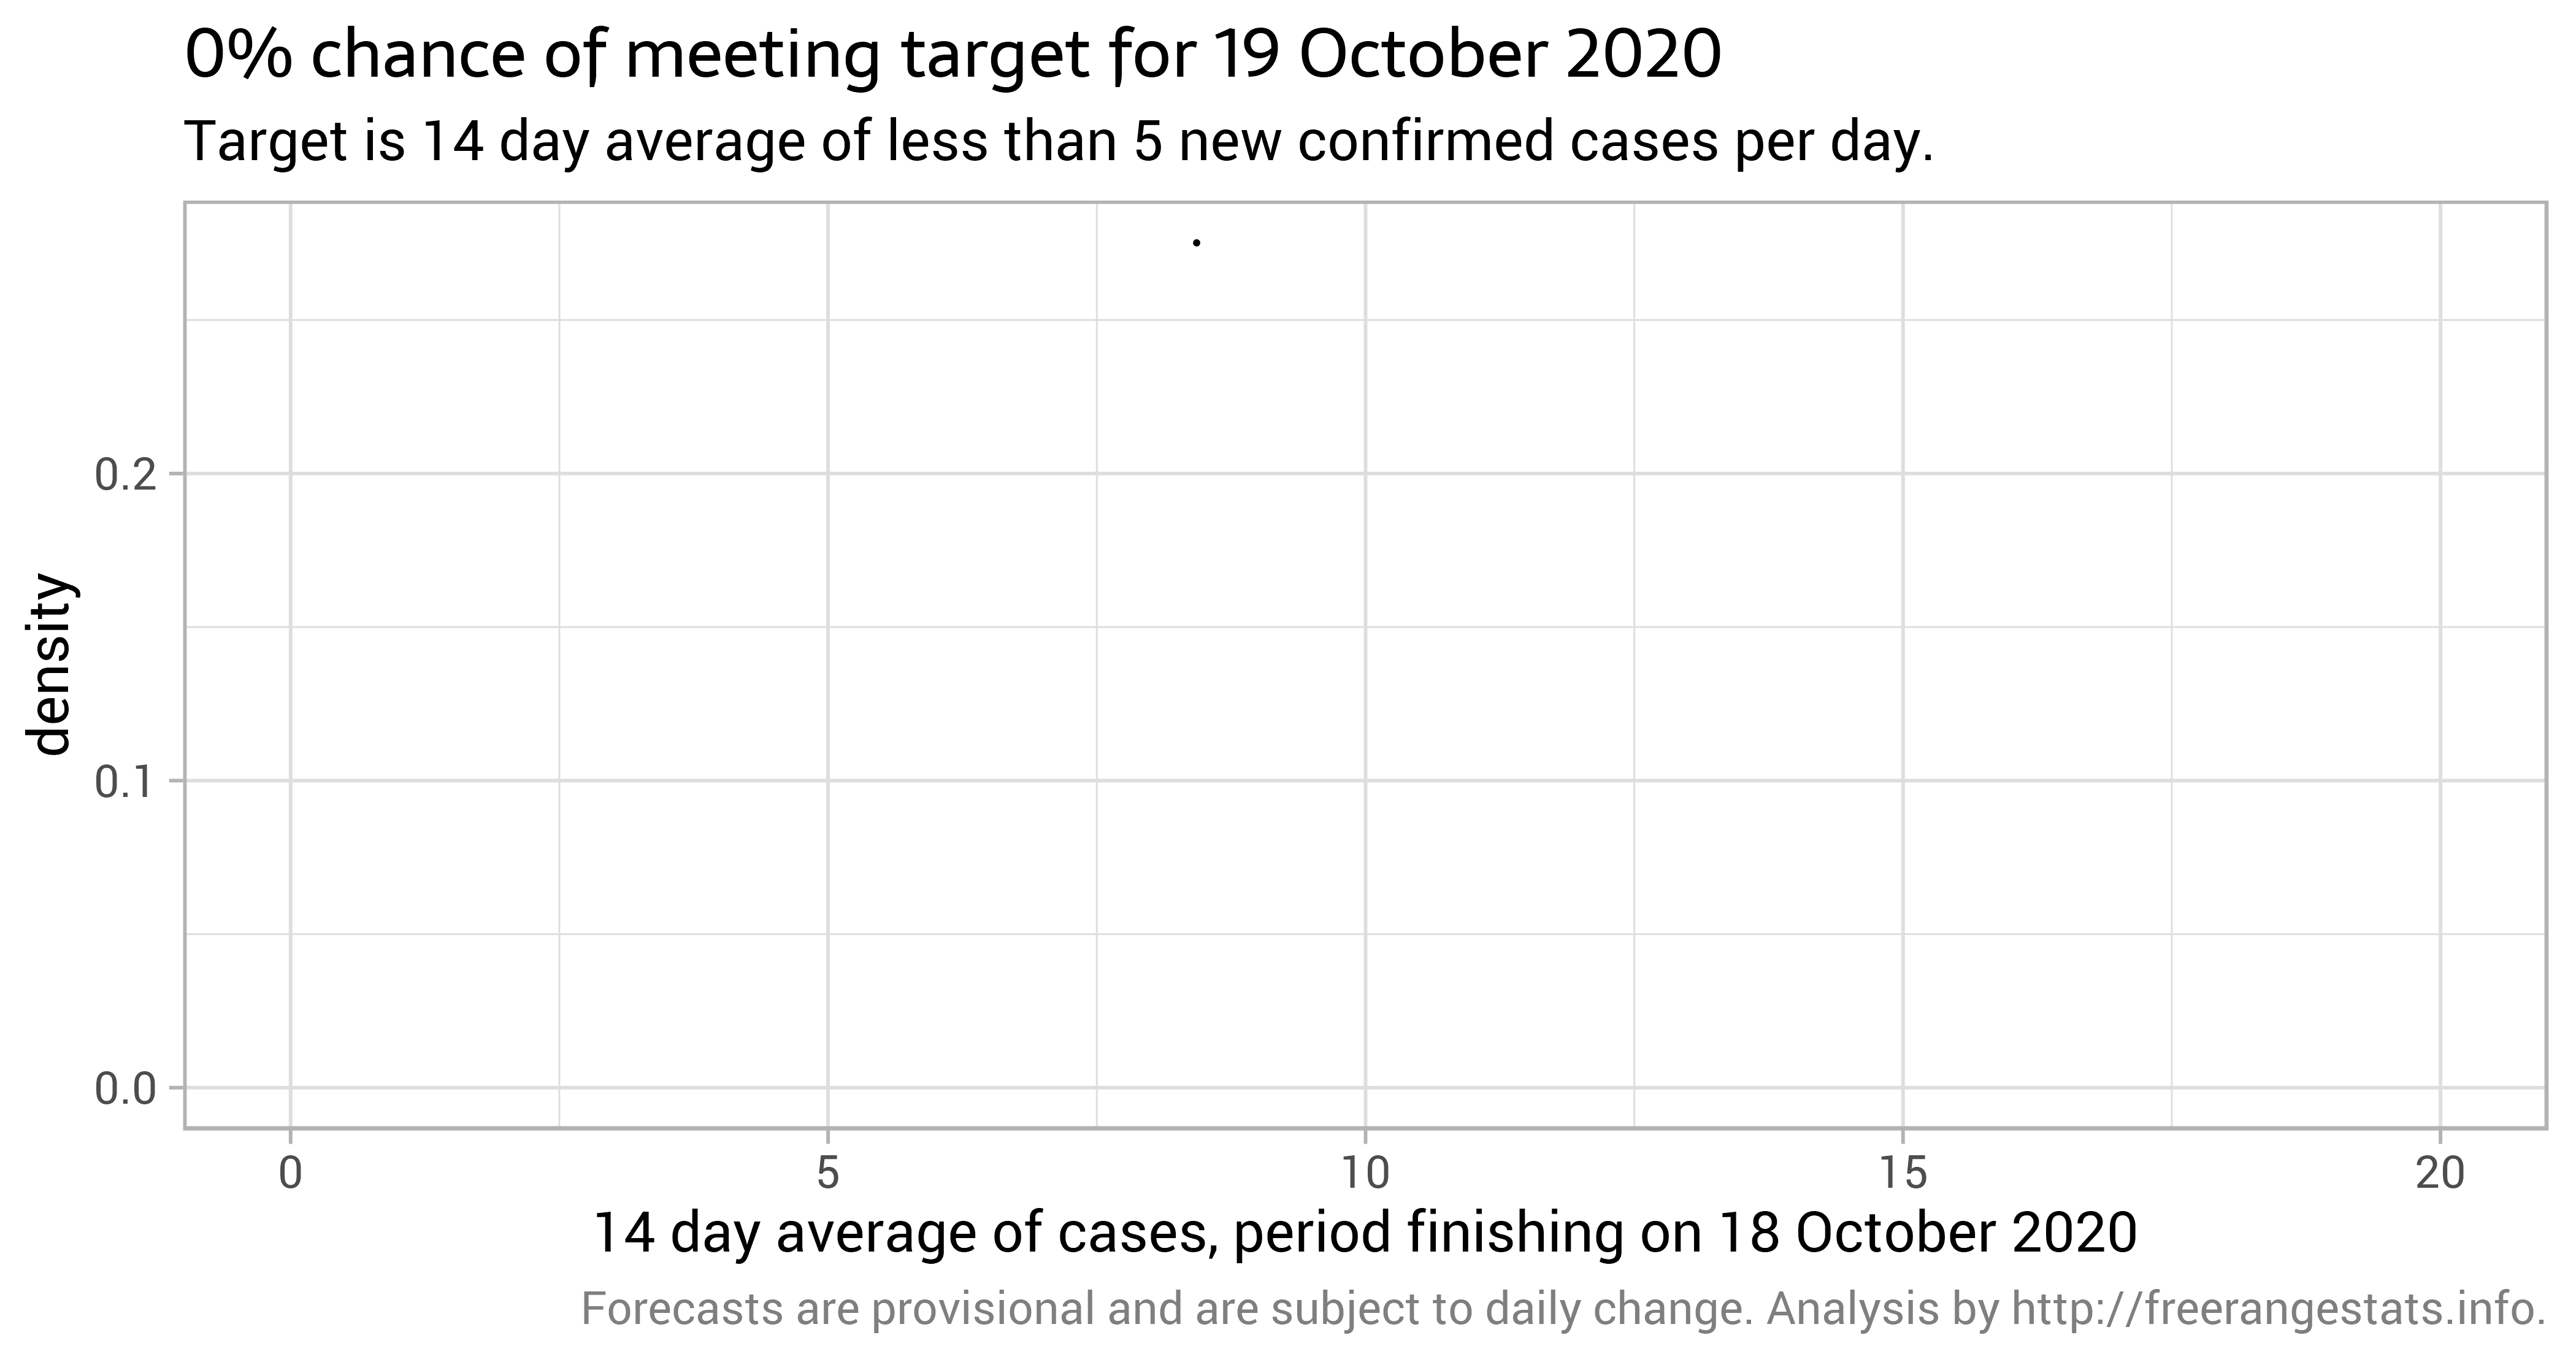 0% chance of meeting target for 19 October 2020
Target is 14 day average of less than 5 new confirmed cases per day.
density
0.2
0.1
0.0
0 5 10 15 20
14 day average of cases, period finishing on 18 October 2020
Forecasts are provisional and are subject to daily change. Analysis by http://freerangestats.info.